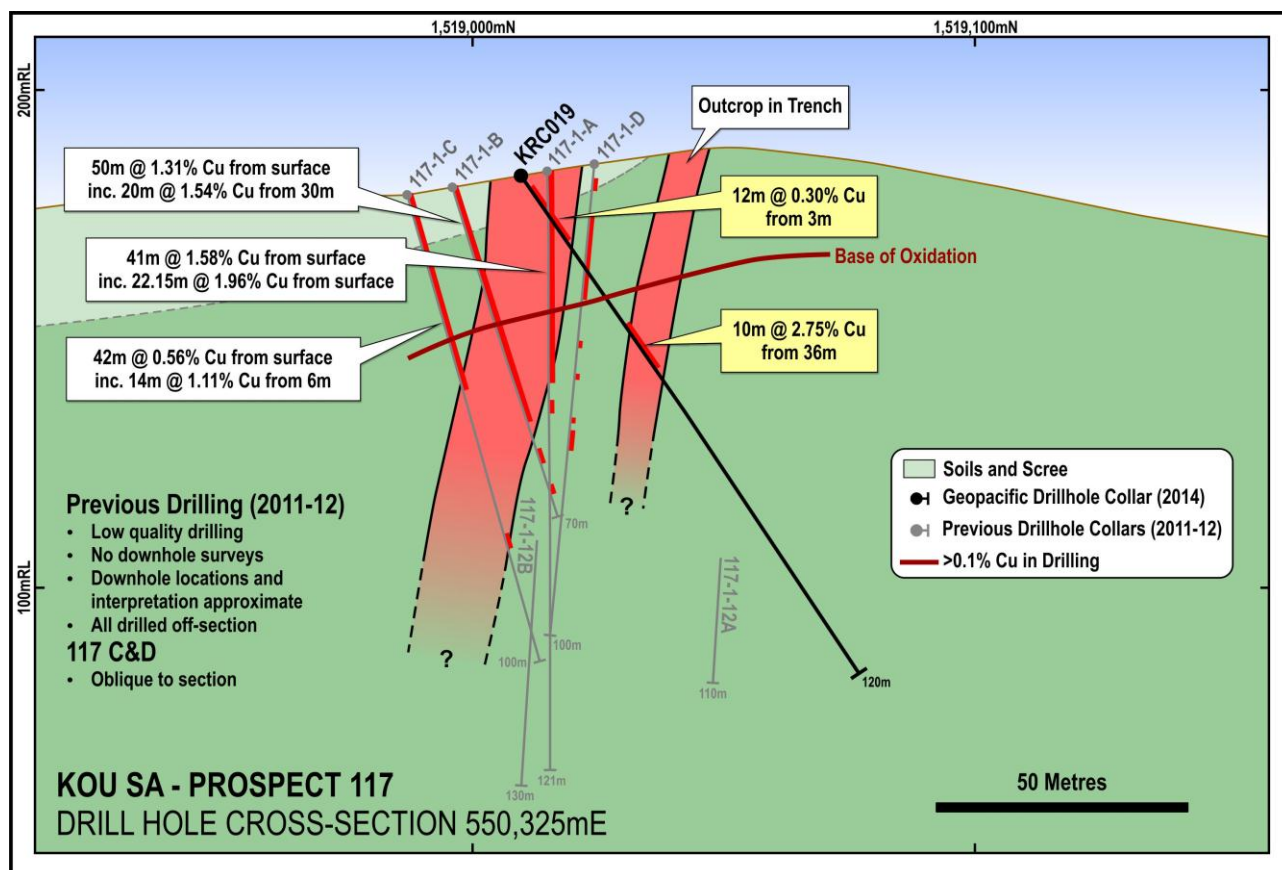 1,519,000mN
1,519,100mN
200mRL
100mRL
117-1-C
117-1-B
KRC019
117-1-A
117-1-D
Outcrop in Trench
50m @ 1.31% Cu from surface
inc. 20m @ 1.54% Cu from 30m
12m @ 0.30% Cu
from 3m
41m @ 1.58% Cu from surface
inc. 22.15m @ 1.96% Cu from surface
Base of Oxidation
42m @ 0.56% Cu from surface
inc. 14m @ 1.11% Cu from 6m
10m @ 2.75% Cu
from 36m
Previous Drilling (2011-12)
• Low quality drilling
• No downhole surveys
• Downhole locations and
interpretation approximate
• All drilled off-section
117 C&D
• Oblique to section
?
?
117-1-12B
117-1-12A
70m
100m
100m
110m
120m
121m
130m
Soils and Scree
Geopacific Drillhole Collar (2014)
Previous Drillhole Collars (2011-12)
>0.1% Cu in Drilling
50 Metres
KOU SA - PROSPECT 117
DRILL HOLE CROSS-SECTION 550,325mE